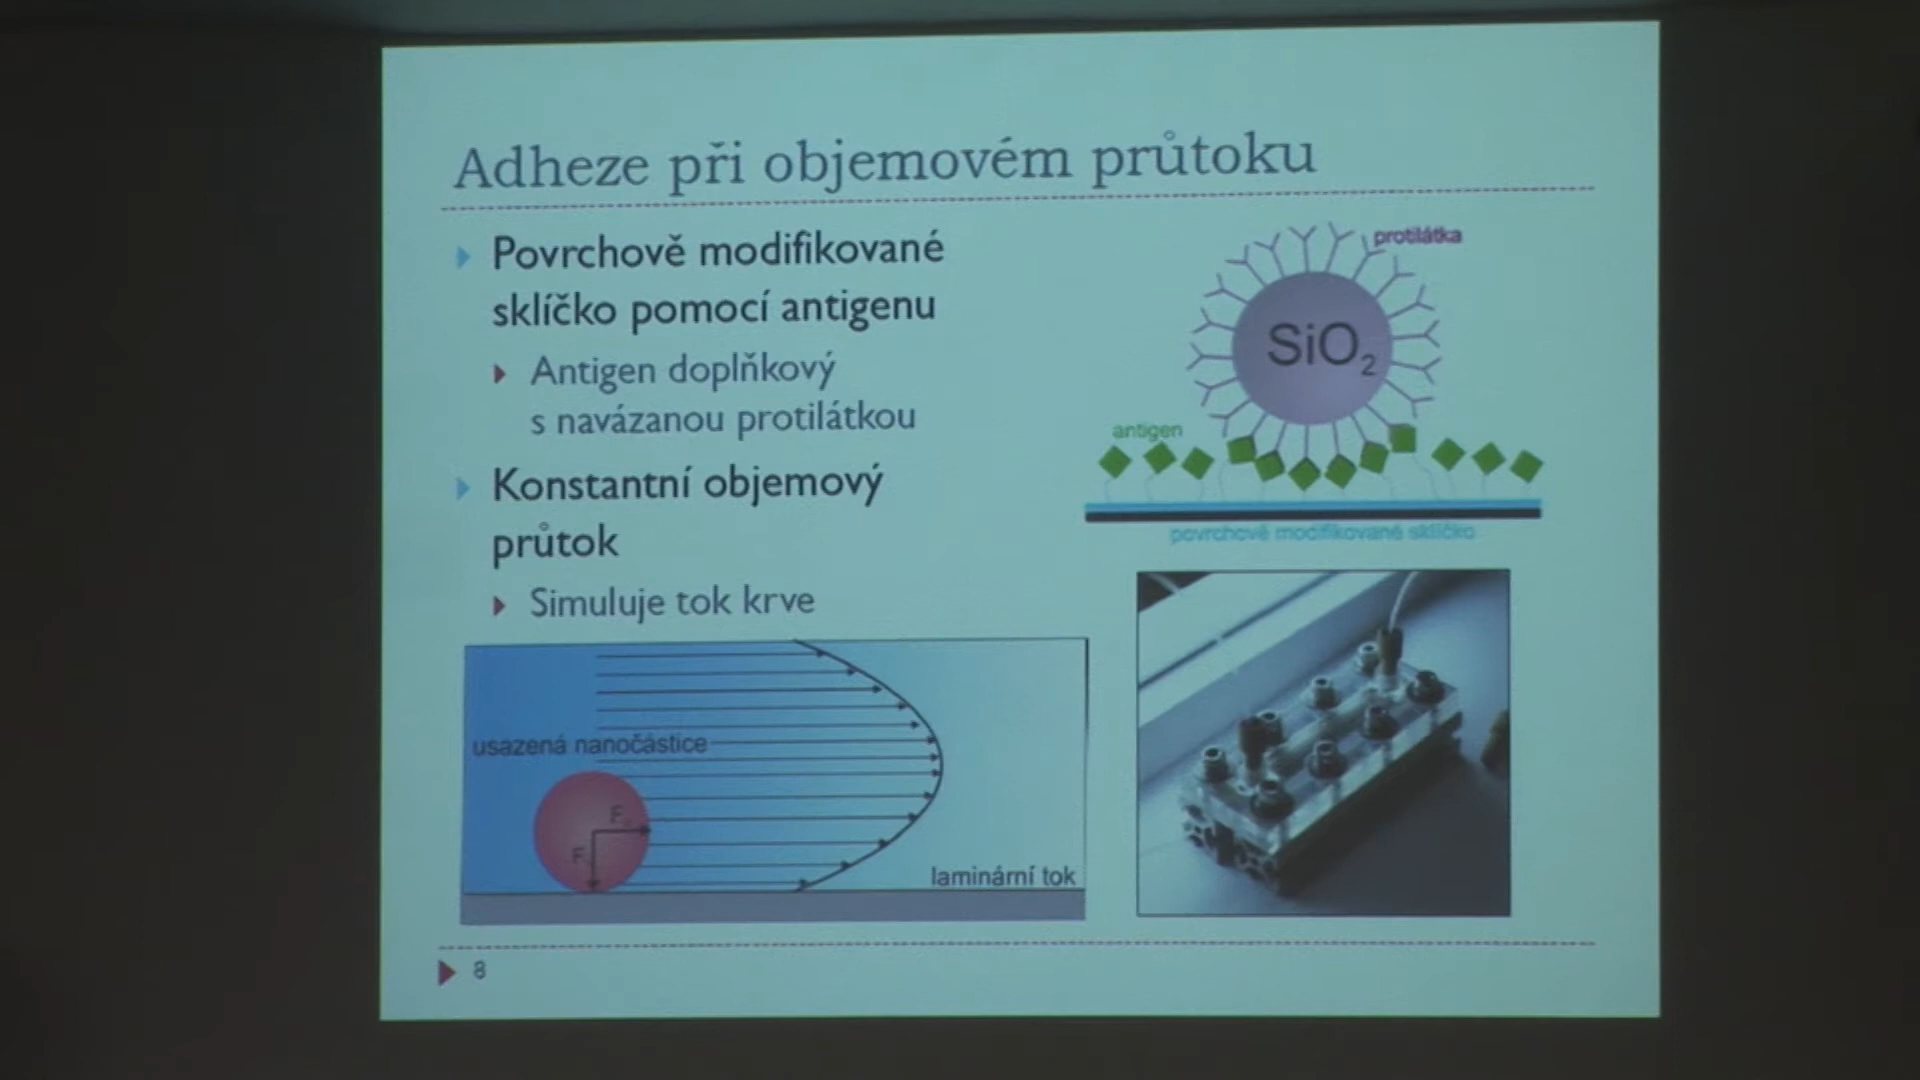 Adheze při objemovém průtoku
Povrchově modifikované
sklíčko pomocí antigenu
Antigen doplňkový
s navázanou protilátkou
Konstantní objemový
průtok
Simuluje tok krve
protilátka
SiO2
antigen
povrchově modifikované sklíčko
usazená nanočástice
F
F
laminární tok
8